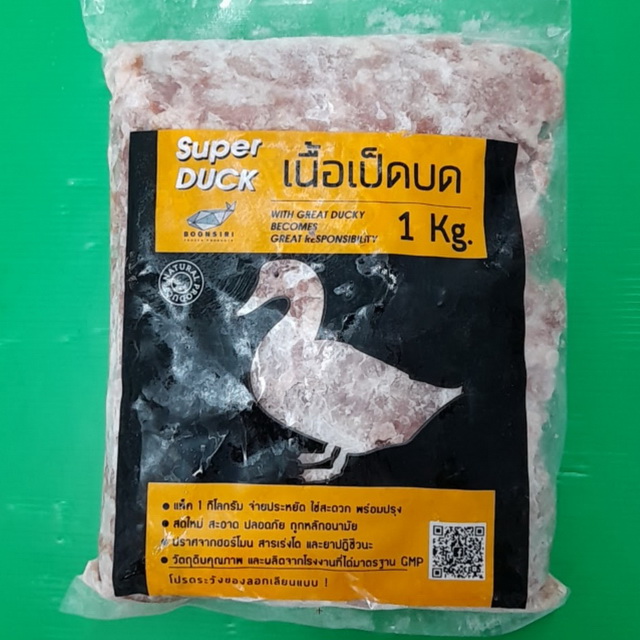 Super
DUCK
เนื้อเป็ดบด
BOONSIRI
FROZEN PRODUCTS
WITH GREAT DUCKY
BECOMES
GREAT RESPONSIBILITY
1 Kg.
NATURAL PRODUCT
● แพ็ค 1 กิโลกรัม จ่ายประหยัด ใช้สะดวก พร้อมปรุง
● สดใหม่ สะอาด ปลอดภัย ถูกหลักอนามัย
● ปราศจากฮอร์โมน สารเร่งโต และยาปฏิชีวนะ
● วัตถุดิบคุณภาพ และผลิตจากโรงงานที่ได้มาตรฐาน GMP
โปรดระวังของลอกเลียนแบบ !